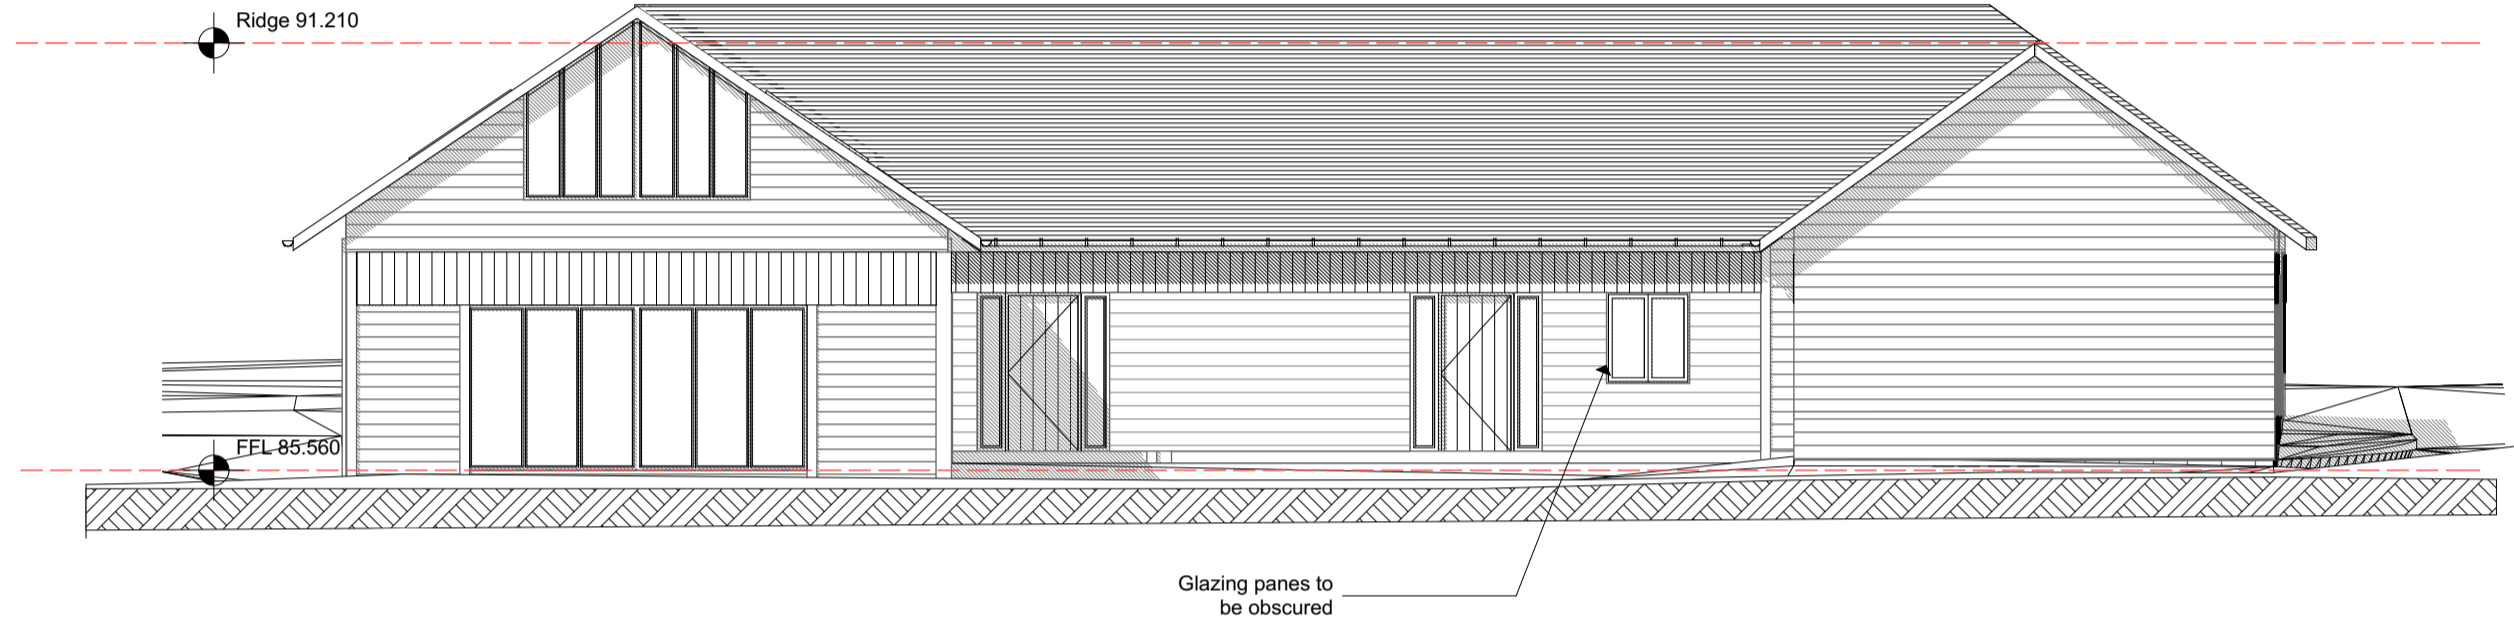 Ridge 91.210
FFL 85.560
Glazing panes to
be obscured